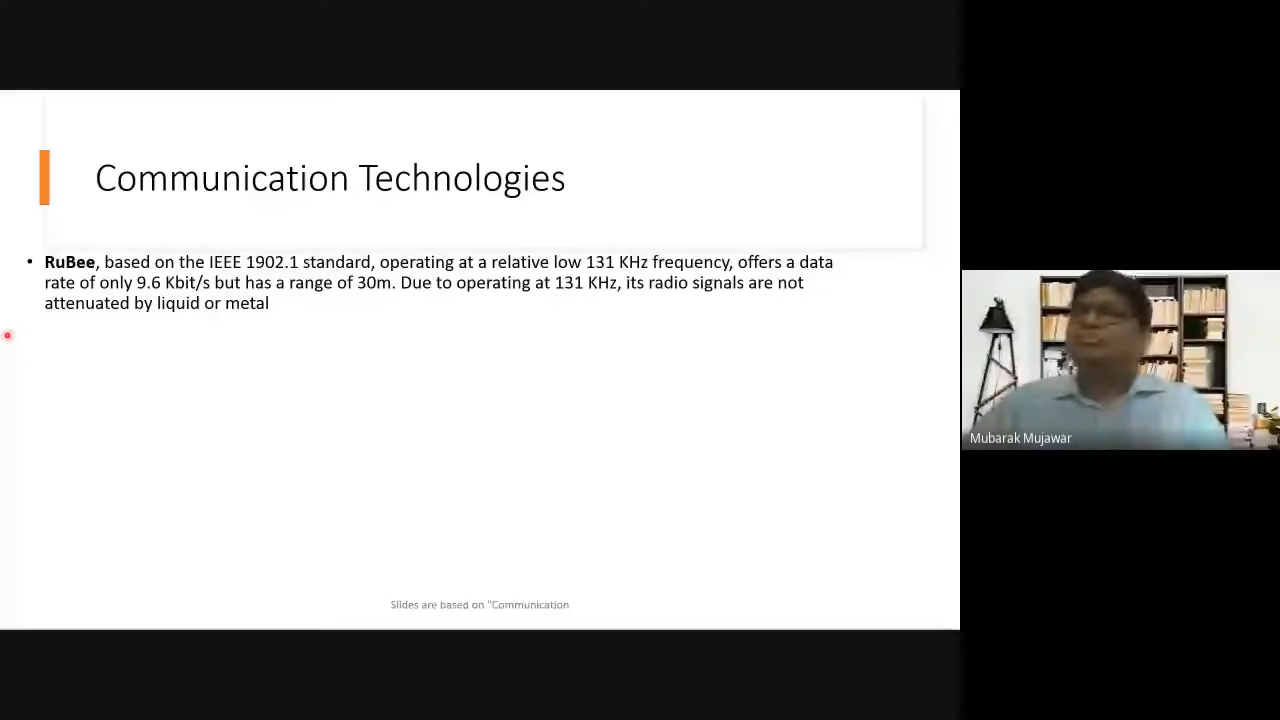 Communication Technologies
• RuBee, based on the IEEE 1902.1 standard, operating at a relative low 131 KHz frequency, offers a data
rate of only 9.6 Kbit/s but has a range of 30m. Due to operating at 131 KHz, its radio signals are not
attenuated by liquid or metal
Slides are based on "Communication
Mubarak Mujawar